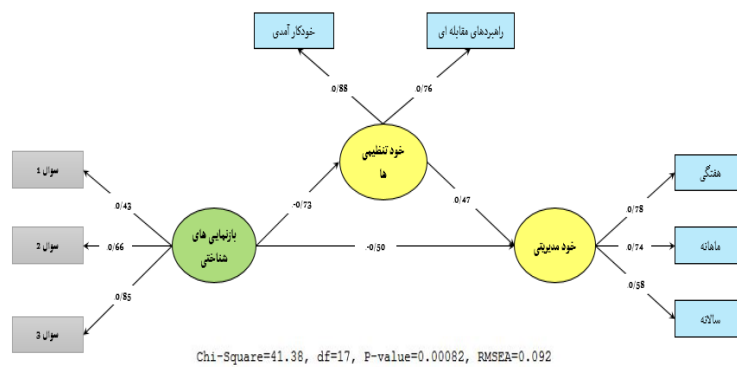 خودکار آمدی
راهبردهای مقابله ای
0/88
0/76
خود تنظیمی
ها
سوال 1
هفتگی
0/43
-0/73
0/47
0/78
سوال 2
0/66
بازنمایی های
شناختی
-0/50
خود مدیریتی
0/74
ماهانه
0/85
0/58
سوال 3
سالانه
Chi-Square=41.38, df=17, P-value=0.00082, RMSEA=0.092